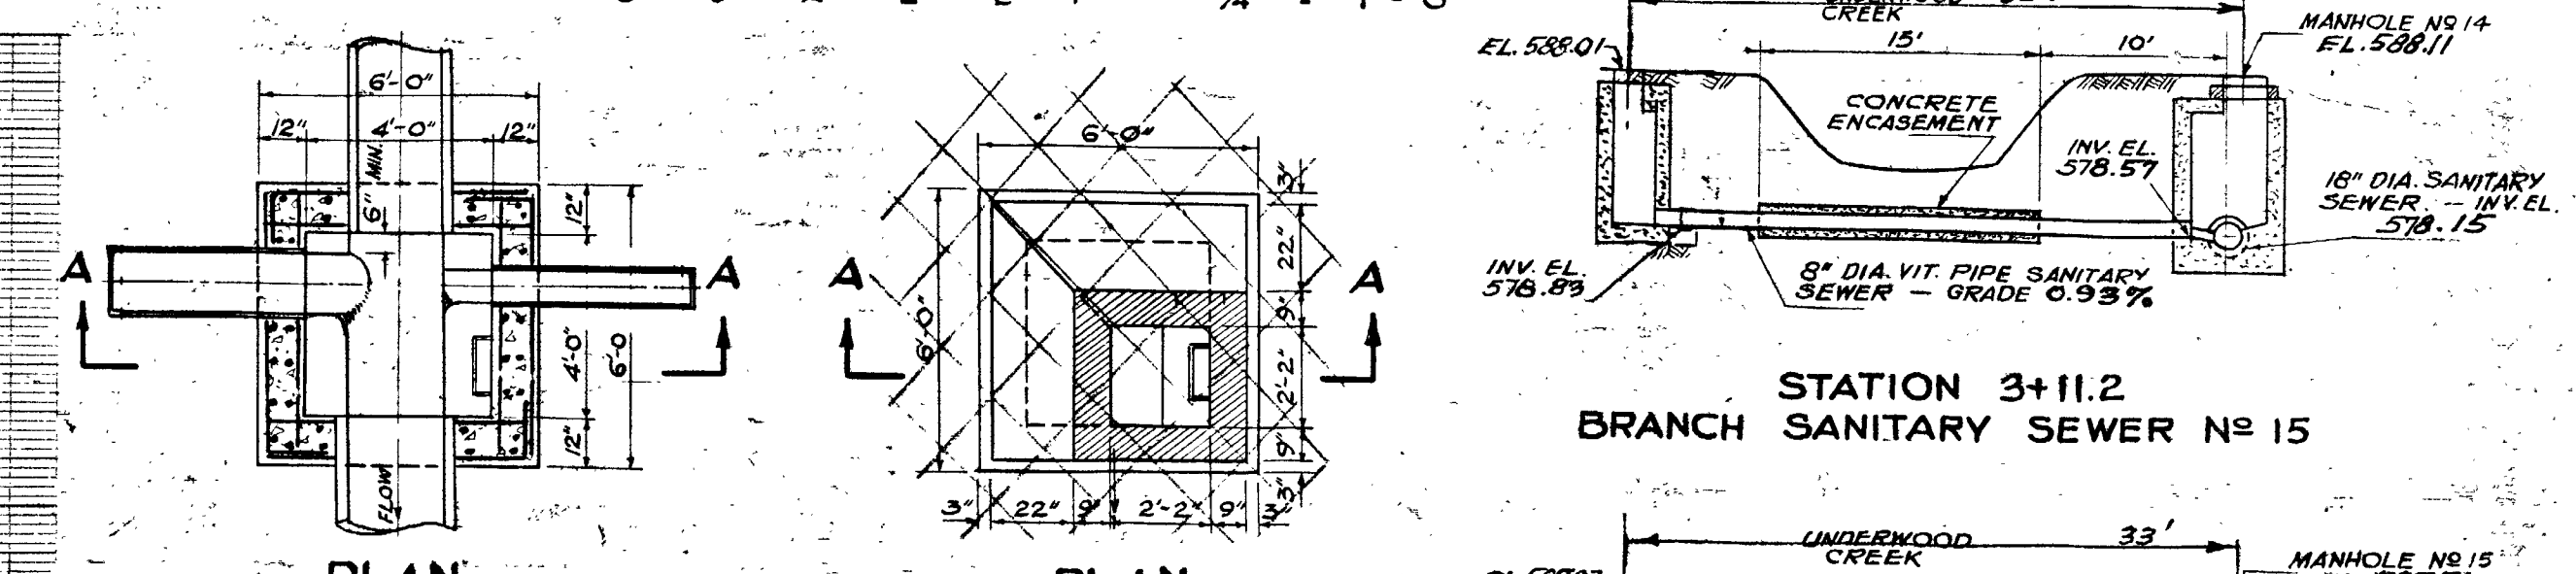 CREEK
MANHOLE Nº 14
EL. 588.11
EL. 588.01
15'
10'
CONCRETE
ENCASEMENT
INV. EL.
578.57
18" DIA. SANITARY
SEWER. — INV. EL.
578.15
INV. EL.
578.83
8" DIA. VIT. PIPE SANITARY
SEWER — GRADE 0.93%
STATION 3+11.2
BRANCH SANITARY SEWER Nº 15
UNDERWOOD
CREEK
33'
MANHOLE Nº 15
6'-0"
12"
4'-0"
12"
6" MIN.
12"
A
A
4'-0"
6'-0
12"
FLOW
PLAN
6'-0"
3"
22"
A
A
6'-0"
9"
2'-2"
9"
3"
3"
22"
9"
2'-2"
9"
3"
PLAN